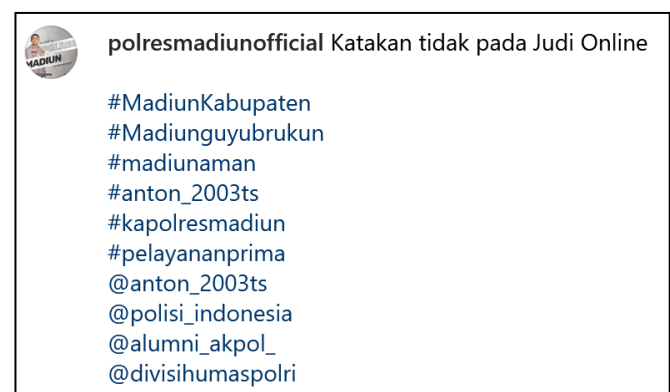 MADIUN
polresmadiunofficial Katakan tidak pada Judi Online
#MadiunKabupaten
#Madiunguyubrukun
#madiunaman
#anton_2003ts
#kapolresmadiun
#pelayananprima
@anton_2003ts
@polisi_indonesia
@alumni_akpol_
@divisihumaspolri